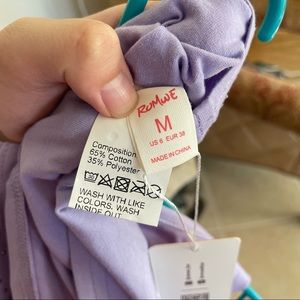 ROMWE
M
US 6 EUR 38
MADE IN CHINA
Composition
65% Cotton
35% Polyester
WASH WITH LIKE
COLORS. WASH
INSIDE OUT